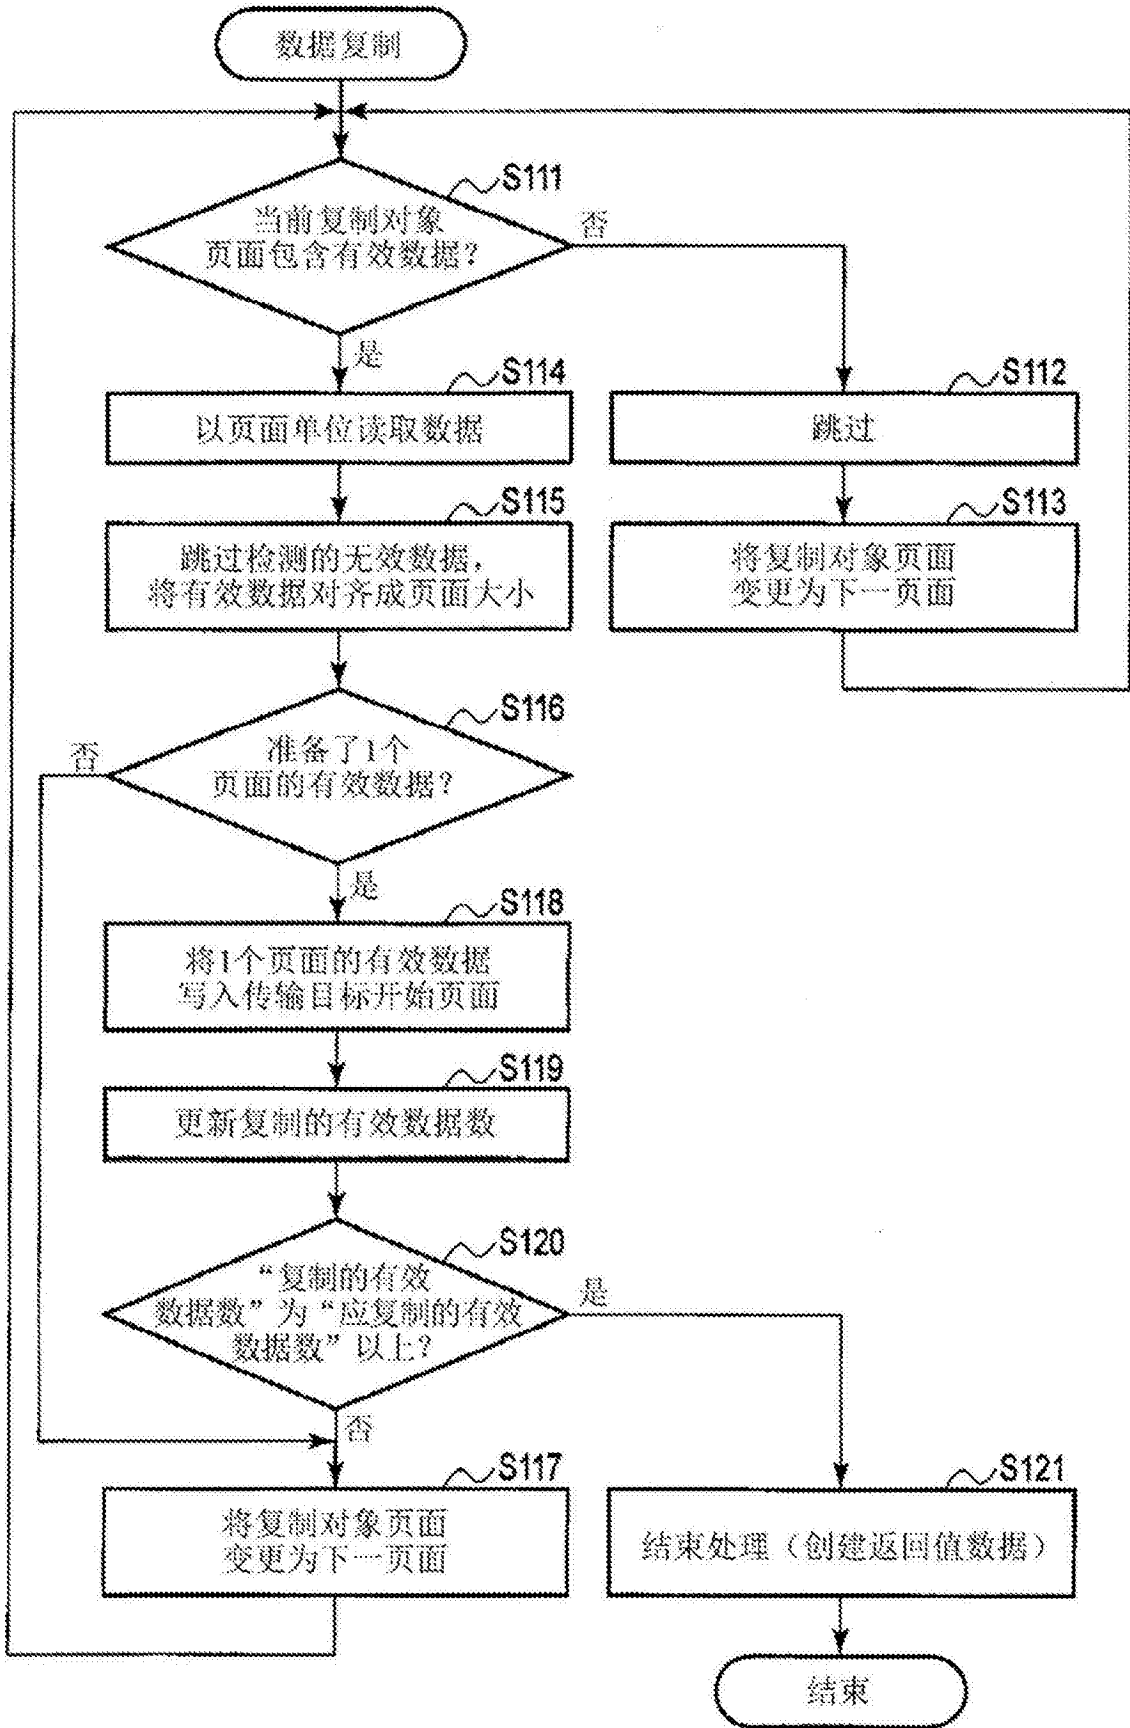 数据复制
S111
当前复制对象
页面包含有效数据？
否
是
S114
以页面单位读取数据
S112
跳过
S115
跳过检测的无效数据，
将有效数据对齐成页面大小
S113
将复制对象页面
变更为下一页面
S116
准备了1个
页面的有效数据？
否
是
S118
将1个页面的有效数据
写入传输目标开始页面
S119
更新复制的有效数据数
S120
“复制的有效
数据数”为“应复制的有效
数据数”以上？
是
否
S117
将复制对象页面
变更为下一页面
S121
结束处理（创建返回值数据）
结束